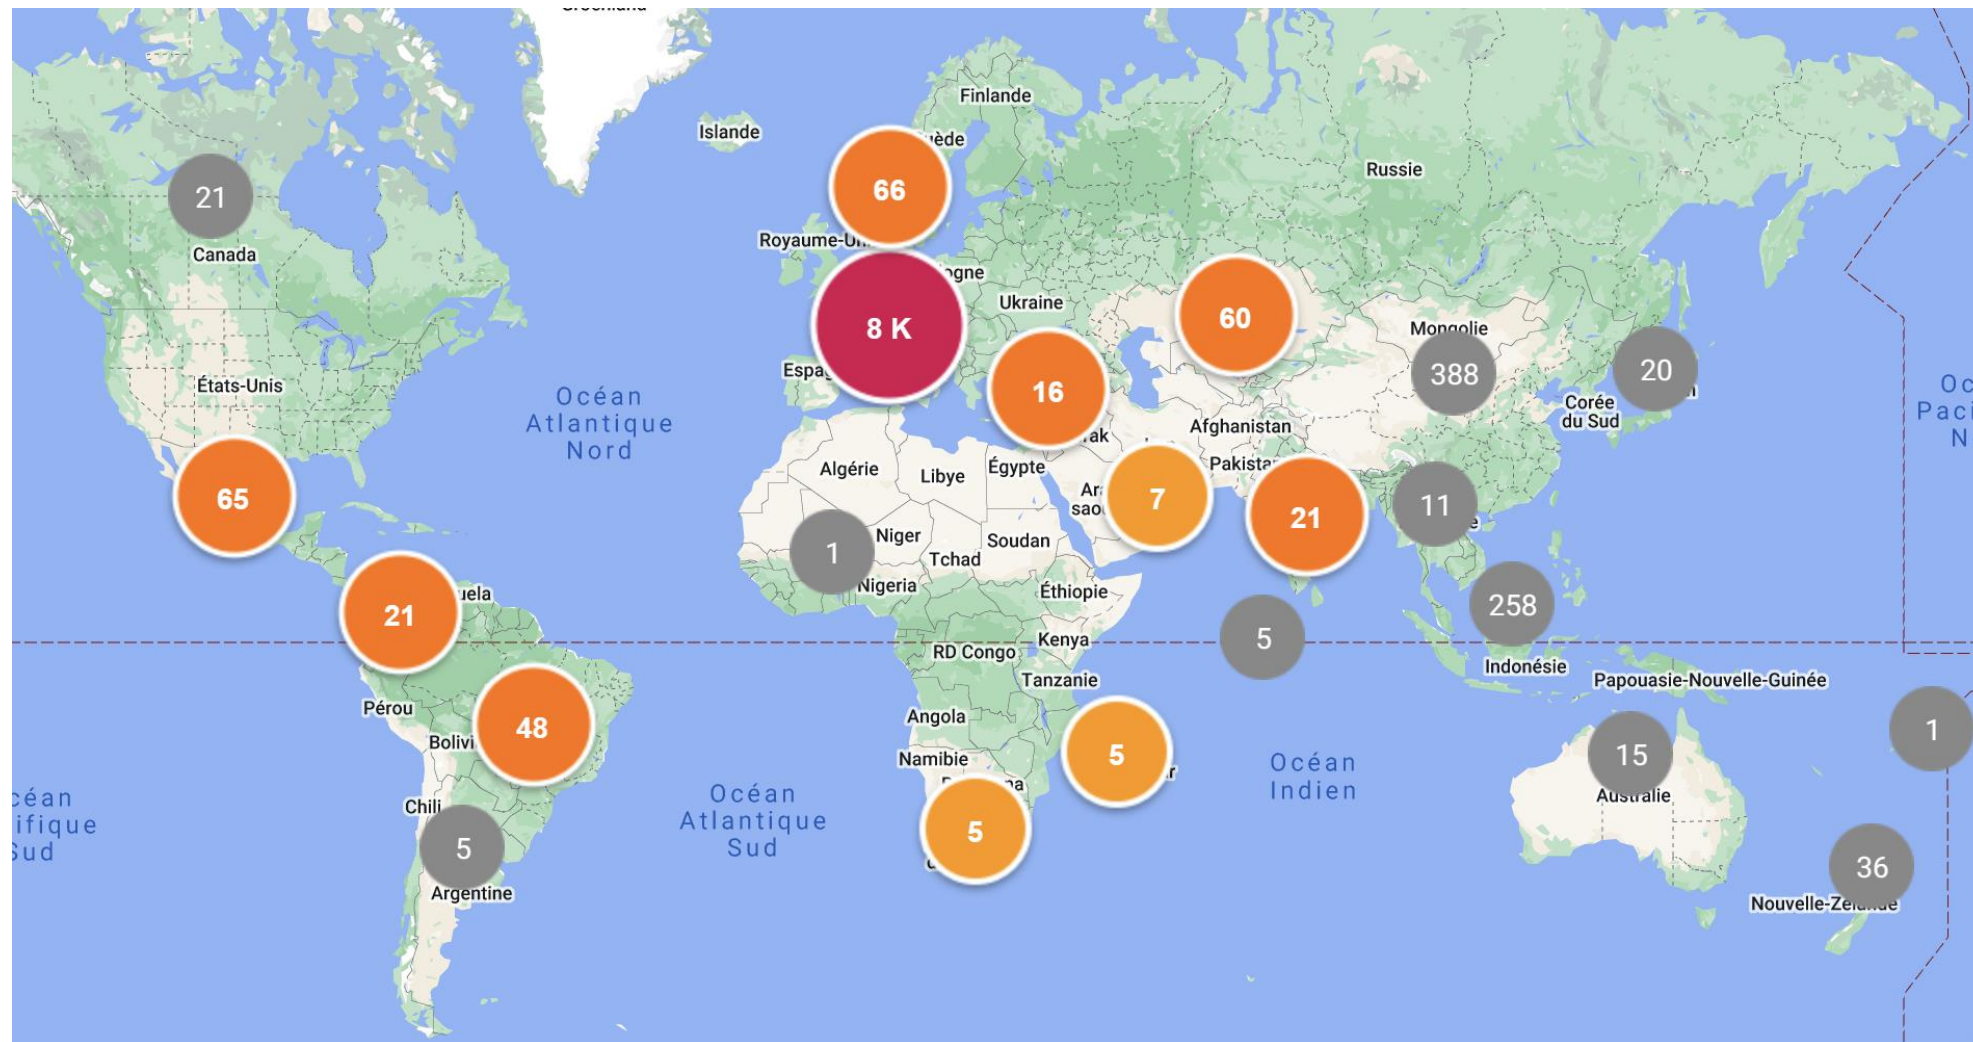 Finlande
Islande
66
Russie
21
Royaume-Un
Canada
Ukraine
8 K
60
Mongolie
388
20
États-Unis
16
Corée
du Sud
Océan
Atlantique
Nord
Afghanistan
65
Algérie
Libye
Égypte
Pakista
7
21
11
1
Niger
Tchad
Soudan
Nigeria
Éthiopie
21
258
5
Kenya
RD Congo
Indonésie
Tanzanie
Papouasie-Nouvelle-Guinée
Pérou
48
Angola
Bolivi
Namibie
5
Océan
Indien
15
Australie
1
Chili
5
Océan
Atlantique
Sud
5
Argentine
36
Nouvelle-Zélande